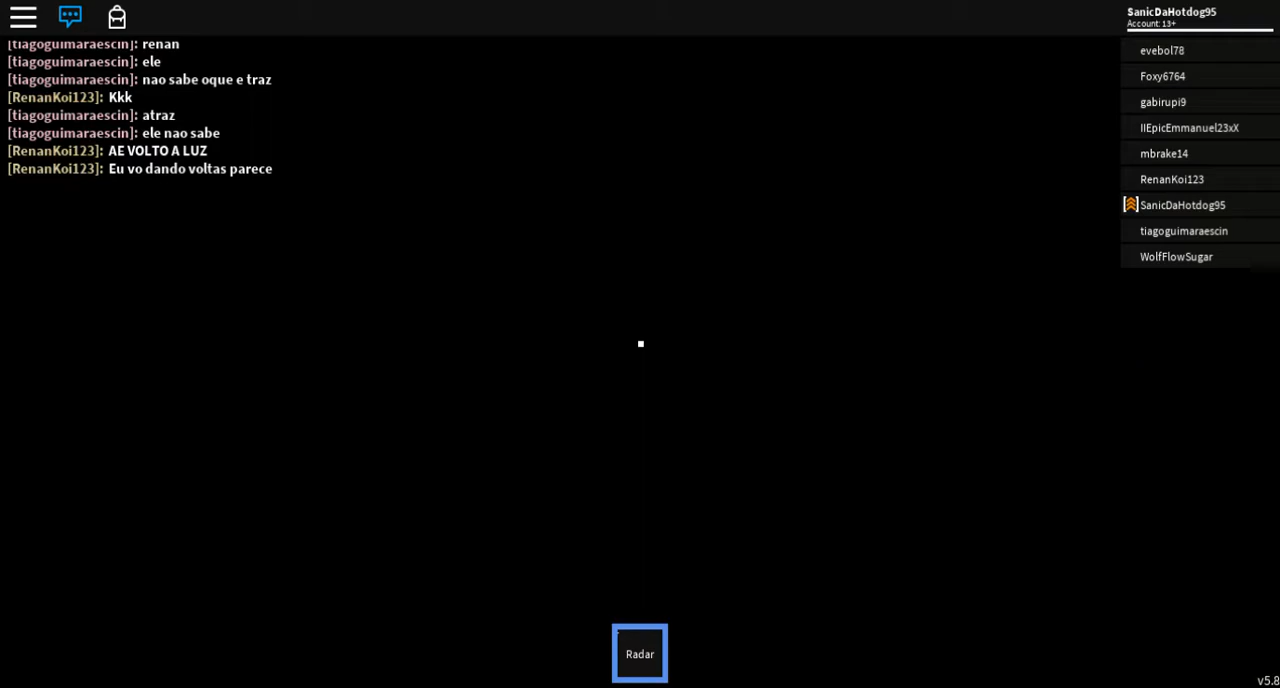 SanicDaHotdog95
Account: 13+
[tiagoguimaraescin]: renan
[tiagoguimaraescin]: ele
[tiagoguimaraescin]: nao sabe oque e traz
[RenanKoi123]: Kkk
[tiagoguimaraescin]: atraz
[tiagoguimaraescin]: ele nao sabe
[RenanKoi123]: AE VOLTO A LUZ
[RenanKoi123]: Eu vo dando voltas parece
evebol78
Foxy6764
gabirupi9
IIEpicEmmanuel23xX
mbrake14
RenanKoi123
SanicDaHotdog95
tiagoguimaraescin
WolfFlowSugar
Radar
v5.8